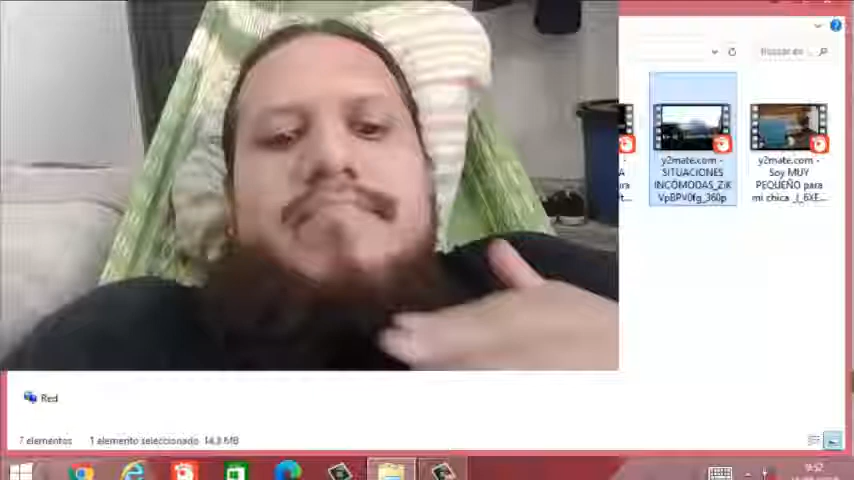 Buscar en ...
y2mate.com -
SITUACIONES
INCÓMODAS_ZiK
VpBPV0fg_360p
y2mate.com -
Soy MUY
PEQUEÑO para
mi chica _J_6XE...
Red
7 elementos
1 elemento seleccionado 14,3 MB
9:52